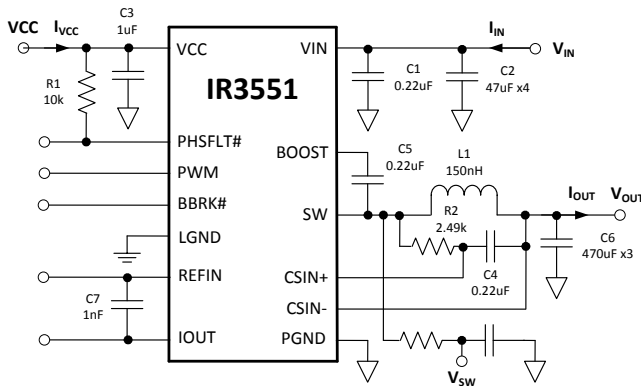 VCC
IVCC
C3
1uF
R1
10k
VCC
PHSFLT#
PWM
BBRK#
LGND
REFIN
IOUT
C7
1nF
IR3551
VIN
BOOST
SW
CSIN+
CSIN-
PGND
IIN
VIN
C1
0.22uF
C2
47uF x4
C5
0.22uF
L1
150nH
R2
2.49k
IOUT
VOUT
C6
470uF x3
C4
0.22uF
VSW